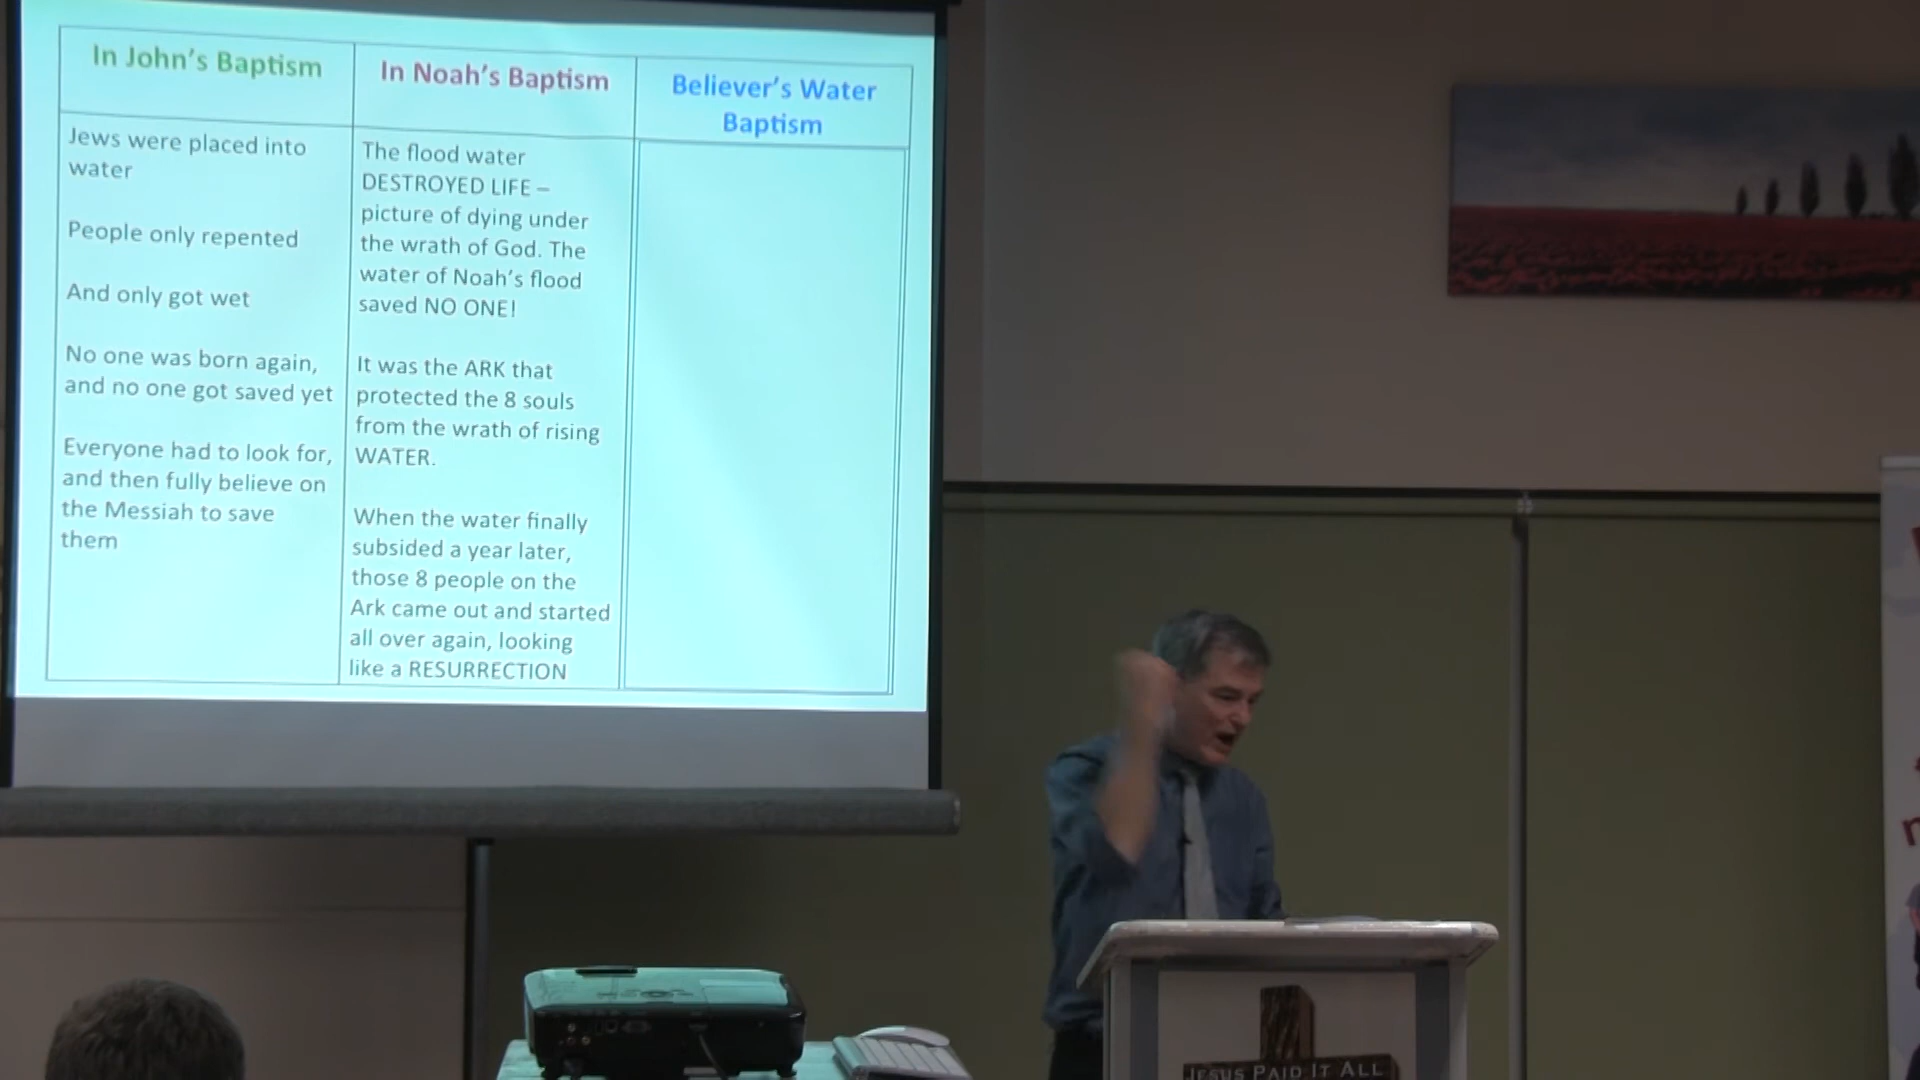 In John's Baptism
Jews were placed into
water
People only repented
And only got wet
No one was born again,
and no one got saved yet
Everyone had to look for,
and then fully believe on
the Messiah to save
them
In Noah's Baptism
The flood water
DESTROYED LIFE –
picture of dying under
the wrath of God. The
water of Noah's flood
saved NO ONE!
It was the ARK that
protected the 8 souls
from the wrath of rising
WATER.
When the water finally
subsided a year later,
those 8 people on the
Ark came out and started
all over again, looking
like a RESURRECTION
Believer's Water
Baptism
JESUS PAID IT ALL